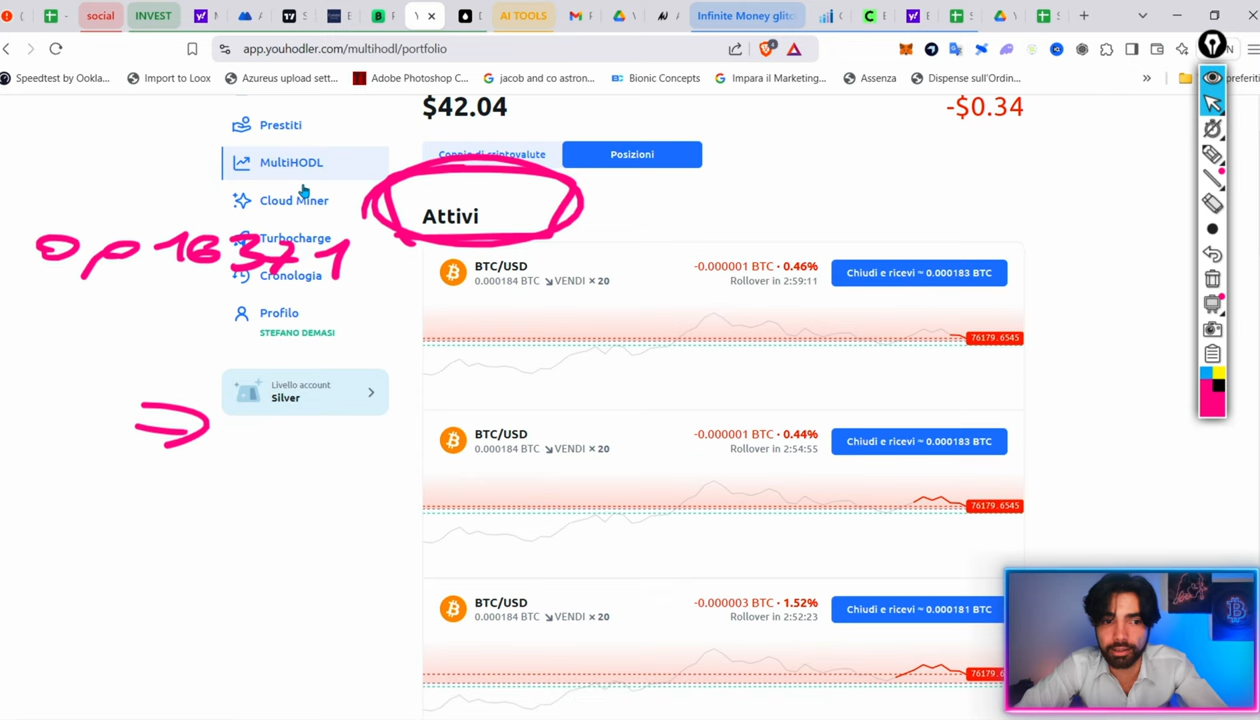 social
INVEST
AI TOOLS
Infinite Money glitc
app.youhodler.com/multihodl/portfolio
Speedtest by Ookla...
Import to Loox
Azureus upload sett...
Adobe Photoshop C...
jacob and co astron...
Bionic Concepts
Impara il Marketing...
Assenza
Dispense sull'Ordin...
»
preferiti
$42.04
-$0.34
Prestiti
MultiHODL
Cloud Miner
Turbocharge
Cronologia
Profilo
STEFANO DEMASI
Livello account
Silver
Coppie di criptovalute
Posizioni
Attivi
BTC/USD
0.000184 BTC ↘ VENDI × 20
-0.000001 BTC • 0.46%
Rollover in 2:59:11
Chiudi e ricevi ≈ 0.000183 BTC
76179.6545
BTC/USD
0.000184 BTC ↘ VENDI × 20
-0.000001 BTC • 0.44%
Rollover in 2:54:55
Chiudi e ricevi ≈ 0.000183 BTC
76179.6545
BTC/USD
0.000184 BTC ↘ VENDI × 20
-0.000003 BTC • 1.52%
Rollover in 2:52:23
Chiudi e ricevi ≈ 0.000181 BTC
76179.6